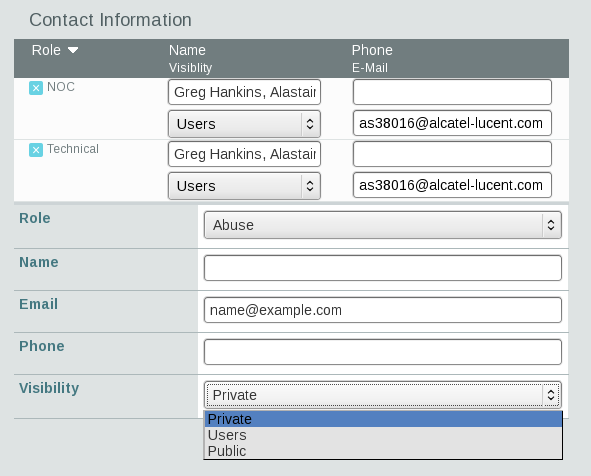 Contact Information
Role Name Phone
Visiblity E-Mail
x NOC Greg Hankins, Alastair
Users as38016@alcatel-lucent.com
x Technical Greg Hankins, Alastair
Users as38016@alcatel-lucent.com
Role Abuse
Name
Email name@example.com
Phone
Visibility Private
Private
Users
Public